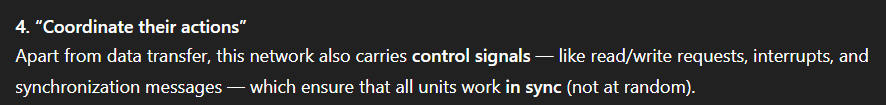 4. “Coordinate their actions”
Apart from data transfer, this network also carries control signals — like read/write requests, interrupts, and
synchronization messages — which ensure that all units work in sync (not at random).